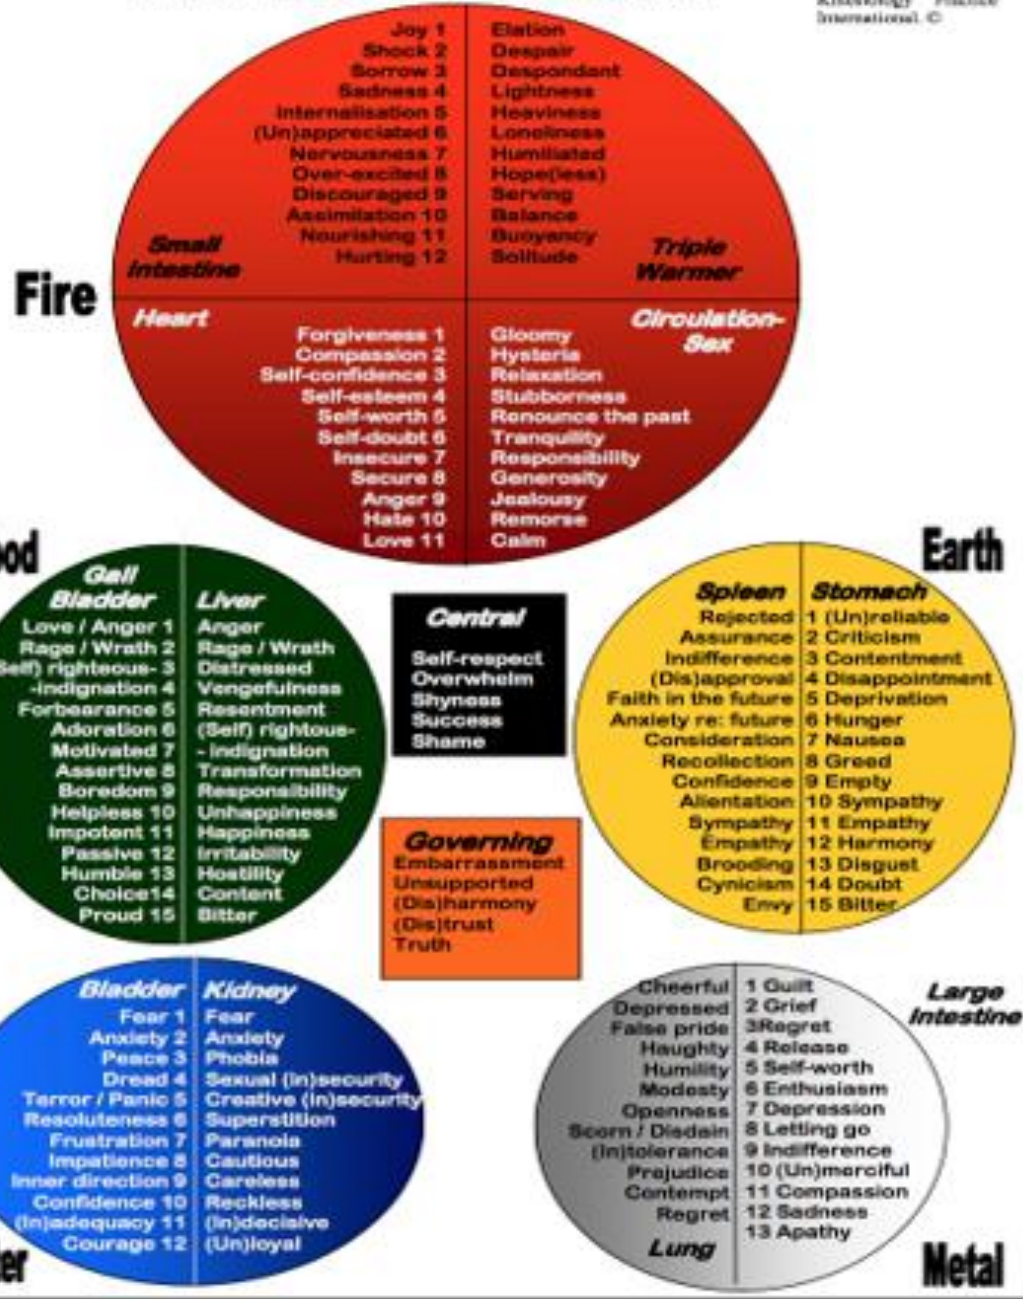 International. ©
Fire
Joy 1 Elation
Shock 2 Despair
Sorrow 3 Despondant
Sadness 4 Lightness
Internalisation 5 Heaviness
(Un)appreciated 6 Loneliness
Nervousness 7 Humiliated
Over-excited 8 Hope(less)
Discouraged 9 Serving
Assimilation 10 Balance
Nourishing 11 Buoyancy
Hurting 12 Solitude
Small
Intestine
Triple
Warmer
Heart
Circulation-
Sex
Forgiveness 1 Gloomy
Compassion 2 Hysteria
Self-confidence 3 Relaxation
Self-esteem 4 Stubborness
Self-worth 5 Renounce the past
Self-doubt 6 Tranquility
Insecure 7 Responsibility
Secure 8 Generosity
Anger 9 Jealousy
Hate 10 Remorse
Love 11 Calm
ood
Gall
Bladder Liver
Love / Anger 1 Anger
Rage / Wrath 2 Rage / Wrath
Self) righteous- 3 Distressed
-indignation 4 Vengefulness
Forbearance 5 Resentment
Adoration 6 (Self) rightous-
Motivated 7 - indignation
Assertive 8 Transformation
Boredom 9 Responsibility
Helpless 10 Unhappiness
Impotent 11 Happiness
Passive 12 Irritability
Humble 13 Hostility
Choice14 Content
Proud 15 Bitter
Central
Self-respect
Overwhelm
Shyness
Success
Shame
Governing
Embarrassment
Unsupported
(Dis)harmony
(Dis)trust
Truth
Earth
Spleen Stomach
Rejected 1 (Un)reliable
Assurance 2 Criticism
Indifference 3 Contentment
(Dis)approval 4 Disappointment
Faith in the future 5 Deprivation
Anxiety re: future 6 Hunger
Consideration 7 Nausea
Recollection 8 Greed
Confidence 9 Empty
Alientation 10 Sympathy
Sympathy 11 Empathy
Empathy 12 Harmony
Brooding 13 Disgust
Cynicism 14 Doubt
Envy 15 Bitter
Bladder Kidney
Fear 1 Fear
Anxiety 2 Anxiety
Peace 3 Phobia
Dread 4 Sexual (in)security
Terror / Panic 5 Creative (in)security
Resoluteness 6 Superstition
Frustration 7 Paranoia
Impatience 8 Cautious
Inner direction 9 Careless
Confidence 10 Reckless
(In)adequacy 11 (In)decisive
Courage 12 (Un)loyal
er
Large
Intestine
Cheerful 1 Guilt
Depressed 2 Grief
False pride 3Regret
Haughty 4 Release
Humility 5 Self-worth
Modesty 6 Enthusiasm
Openness 7 Depression
Scorn / Disdain 8 Letting go
(In)tolerance 9 Indifference
Prejudice 10 (Un)merciful
Contempt 11 Compassion
Regret 12 Sadness
13 Apathy
Lung
Metal